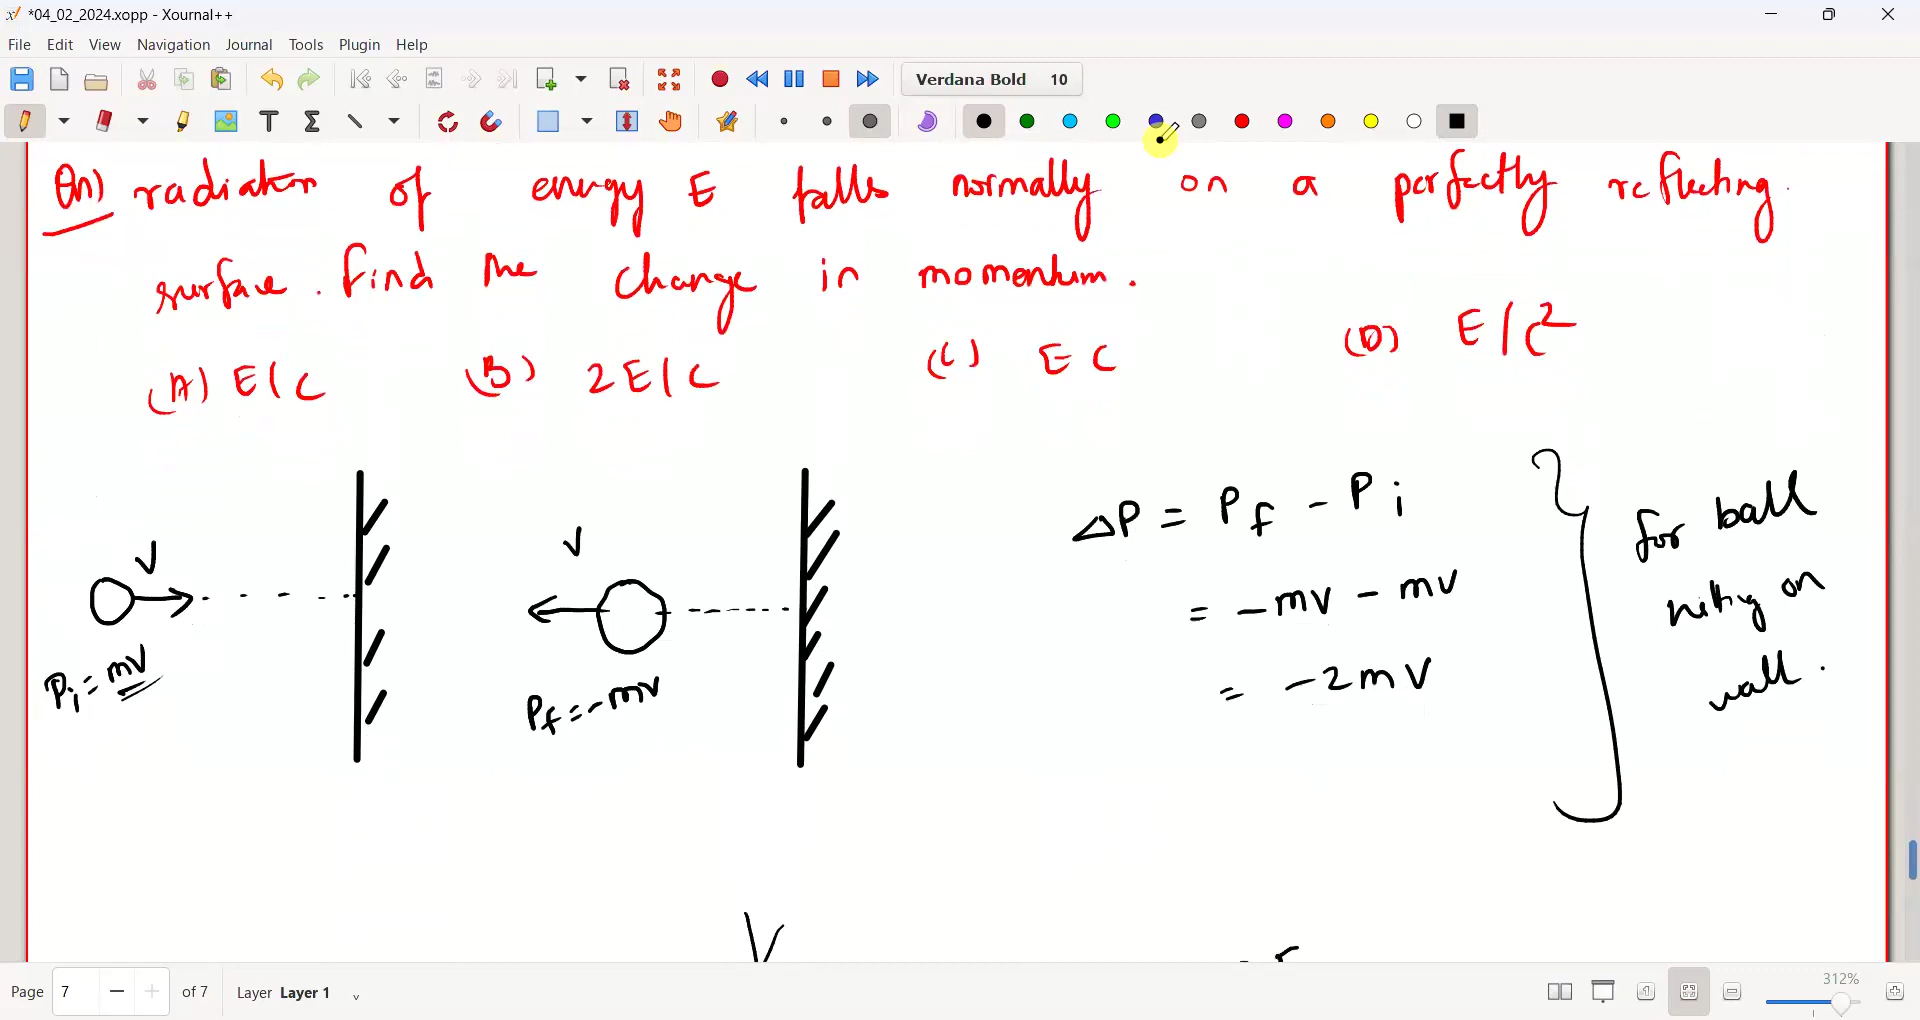 *04_02_2024.xopp - Xournal++
File Edit View Navigation Journal Tools Plugin Help
Verdana Bold 10
Qn) radiation of energy E falls normally on a perfectly reflecting
surface. find the change in momentum.
(A) E/C (B) 2E/C (C) EC (D) E/C²
V
Pi = mV
V
Pf = -mV
ΔP = Pf - Pi
= -mV - mV
= -2mV
for ball
hitting on
wall.
Page 7 of 7 Layer Layer 1 312%